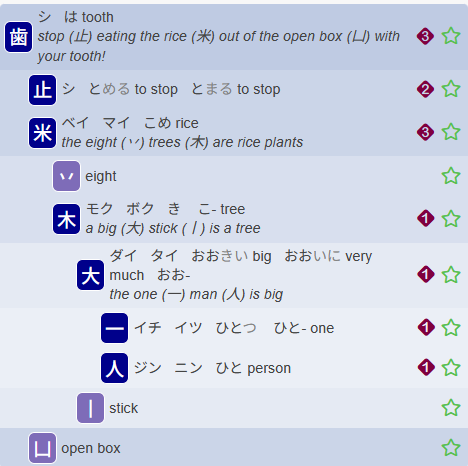 歯 シ は tooth
stop (止) eating the rice (米) out of the open box (凵) with
your tooth!
3
止 シ とめる to stop とまる to stop
2
米 ベイ マイ こめ rice
the eight (丷) trees (木) are rice plants
3
丷 eight
木 モク ボク き こ- tree
a big (大) stick (丨) is a tree
1
大 ダイ タイ おおきい big おおいに very
much おお-
the one (一) man (人) is big
1
一 イチ イツ ひとつ ひと- one
1
人 ジン ニン ひと person
1
丨 stick
凵 open box